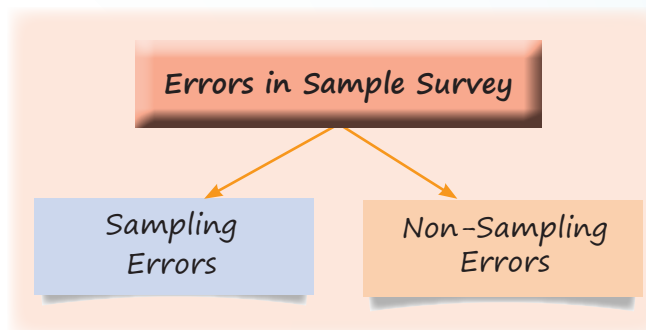 Errors in Sample Survey
Sampling
Errors
Non-Sampling
Errors